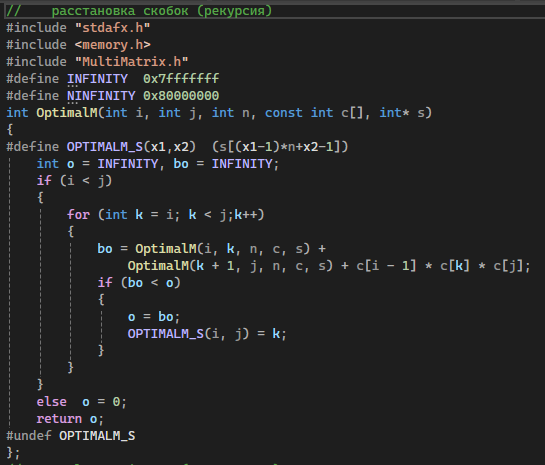 //    расстановка скобок (рекурсия)
#include "stdafx.h"
#include <memory.h>
#include "MultiMatrix.h"
#define INFINITY  0x7fffffff
#define NINFINITY 0x80000000
int OptimalM(int i, int j, int n, const int c[], int* s)
{
#define OPTIMALM_S(x1,x2)  (s[(x1-1)*n+x2-1])
    int o = INFINITY, bo = INFINITY;
    if (i < j)
    {
        for (int k = i; k < j;k++)
        {
            bo = OptimalM(i, k, n, c, s) +
                OptimalM(k + 1, j, n, c, s) + c[i - 1] * c[k] * c[j];
            if (bo < o)
            {
                o = bo;
                OPTIMALM_S(i, j) = k;
            }
        }
    }
    else  o = 0;
    return o;
#undef OPTIMALM_S
};